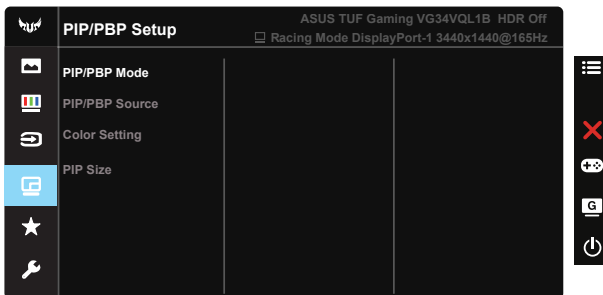 ASUS TUF Gaming VG34VQL1B HDR Off
PIP/PBP Setup
Racing Mode DisplayPort-1 3440x1440@165Hz
PIP/PBP Mode
PIP/PBP Source
Color Setting
PIP Size
G